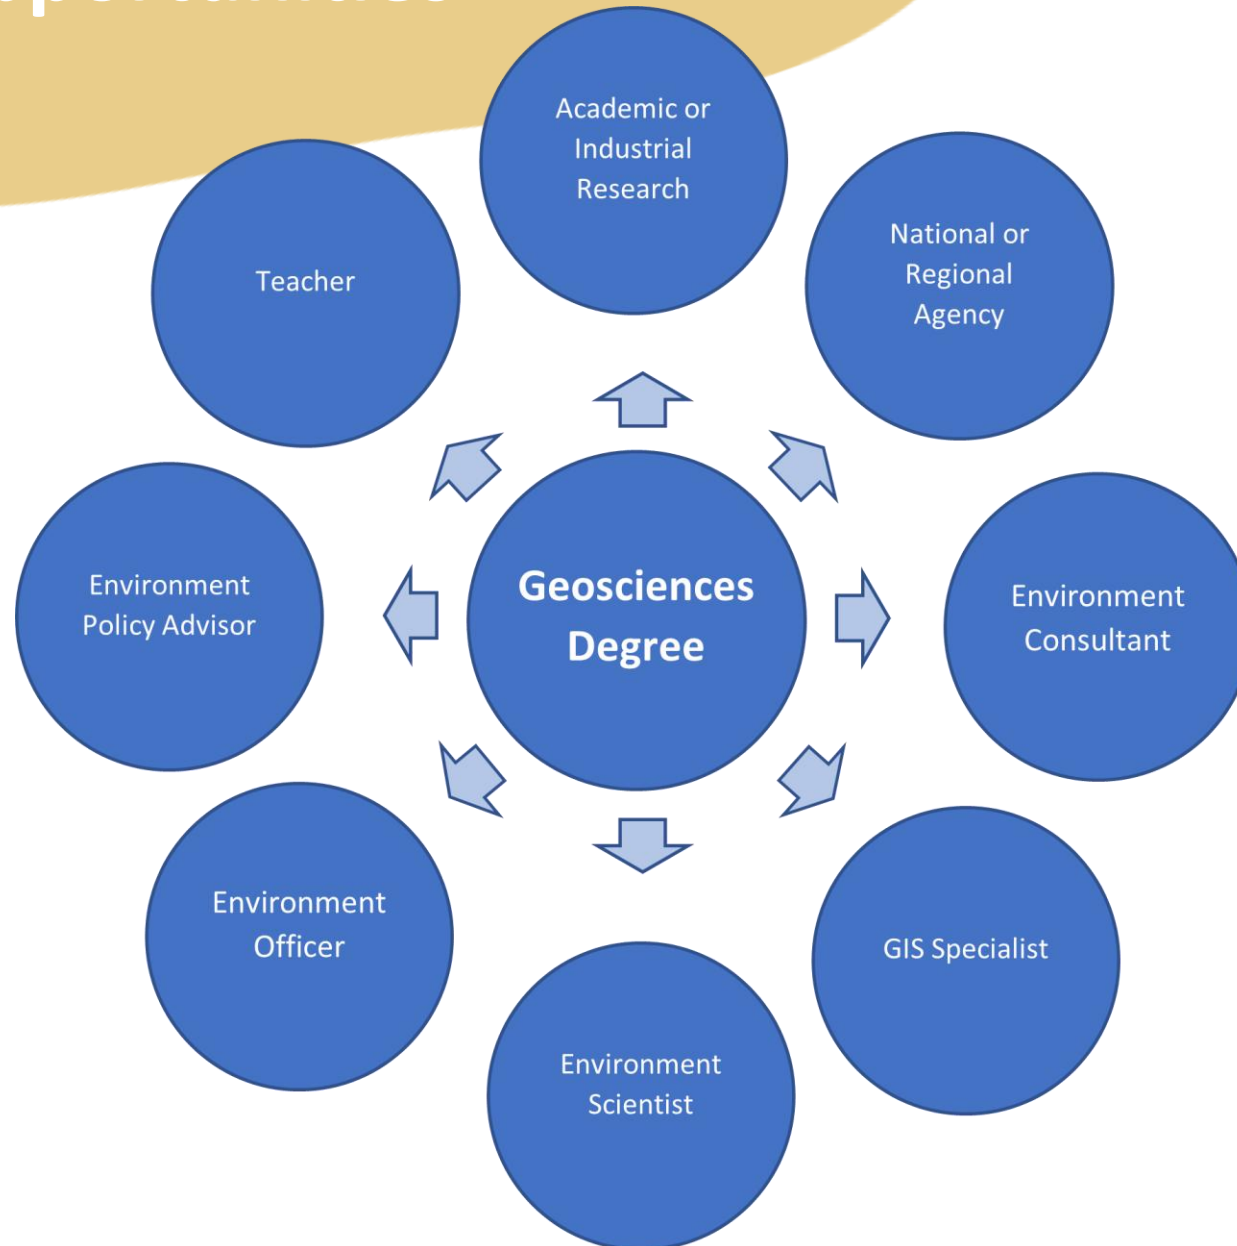 Academic or
Industrial
Research
National or
Regional
Agency
Teacher
Geosciences
Degree
Environment
Policy Advisor
Environment
Consultant
Environment
Officer
GIS Specialist
Environment
Scientist